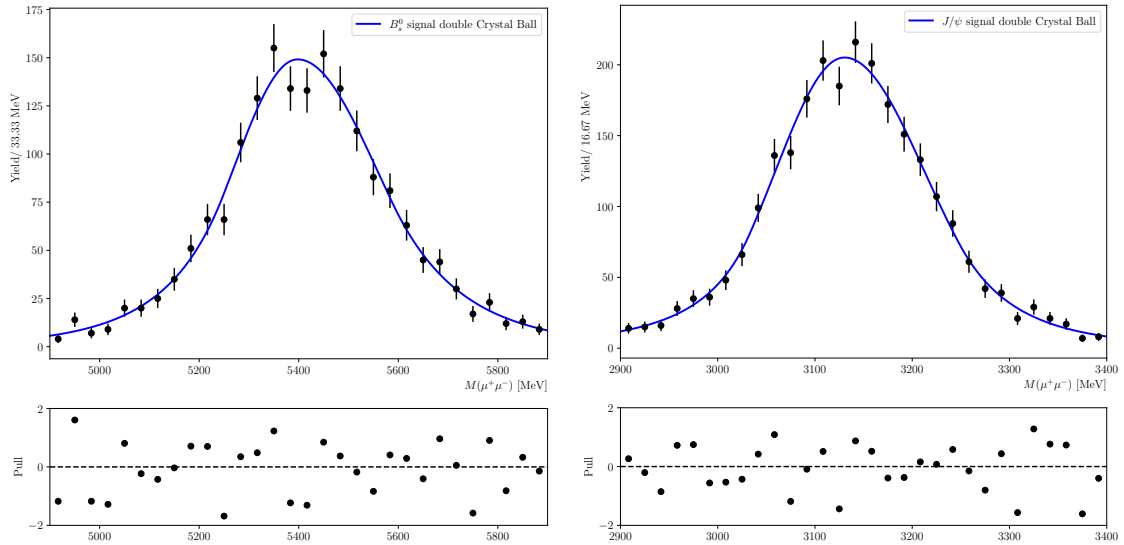 B_s^0 signal double Crystal Ball
Yield/ 33.33 MeV
175
150
125
100
75
50
25
0
5000 5200 5400 5600 5800
M(μ⁺μ⁻) [MeV]
Pull
2
0
−2
5000 5200 5400 5600 5800
J/ψ signal double Crystal Ball
Yield/ 16.67 MeV
200
150
100
50
0
2900 3000 3100 3200 3300 3400
M(μ⁺μ⁻) [MeV]
Pull
2
0
−2
2900 3000 3100 3200 3300 3400